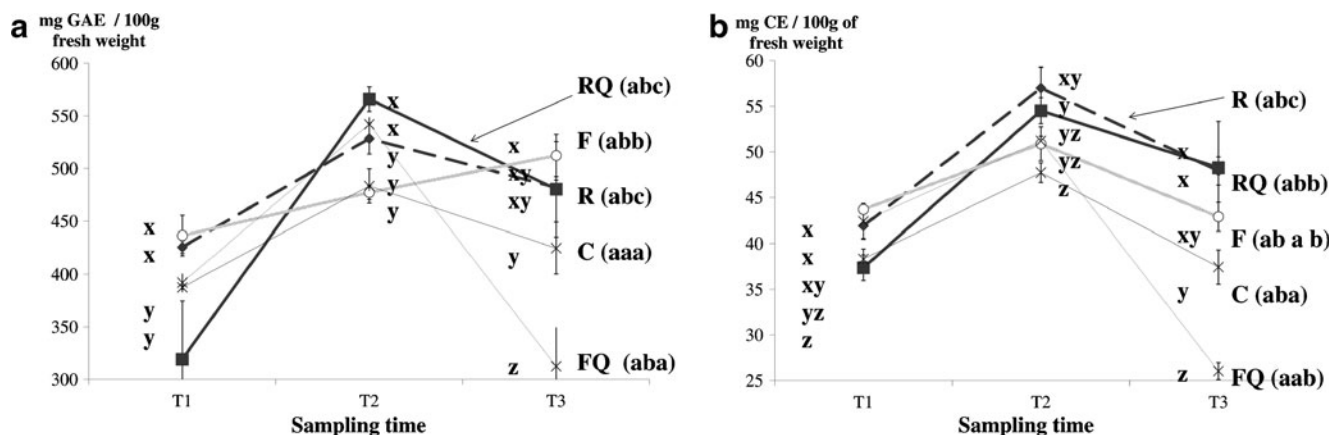 a
mg GAE / 100g
fresh weight
600
550
500
450
400
350
300
x
x
y
y
x
x
y
y
y
x
xy
xy
y
z
RQ (abc)
F (abb)
R (abc)
C (aaa)
FQ (aba)
T1 T2 T3
Sampling time
b
mg CE / 100g of
fresh weight
60
55
50
45
40
35
30
25
x
x
xy
yz
z
xy
y
yz
yz
z
x
x
xy
y
z
R (abc)
RQ (abb)
F (ab a b)
C (aba)
FQ (aab)
T1 T2 T3
Sampling time